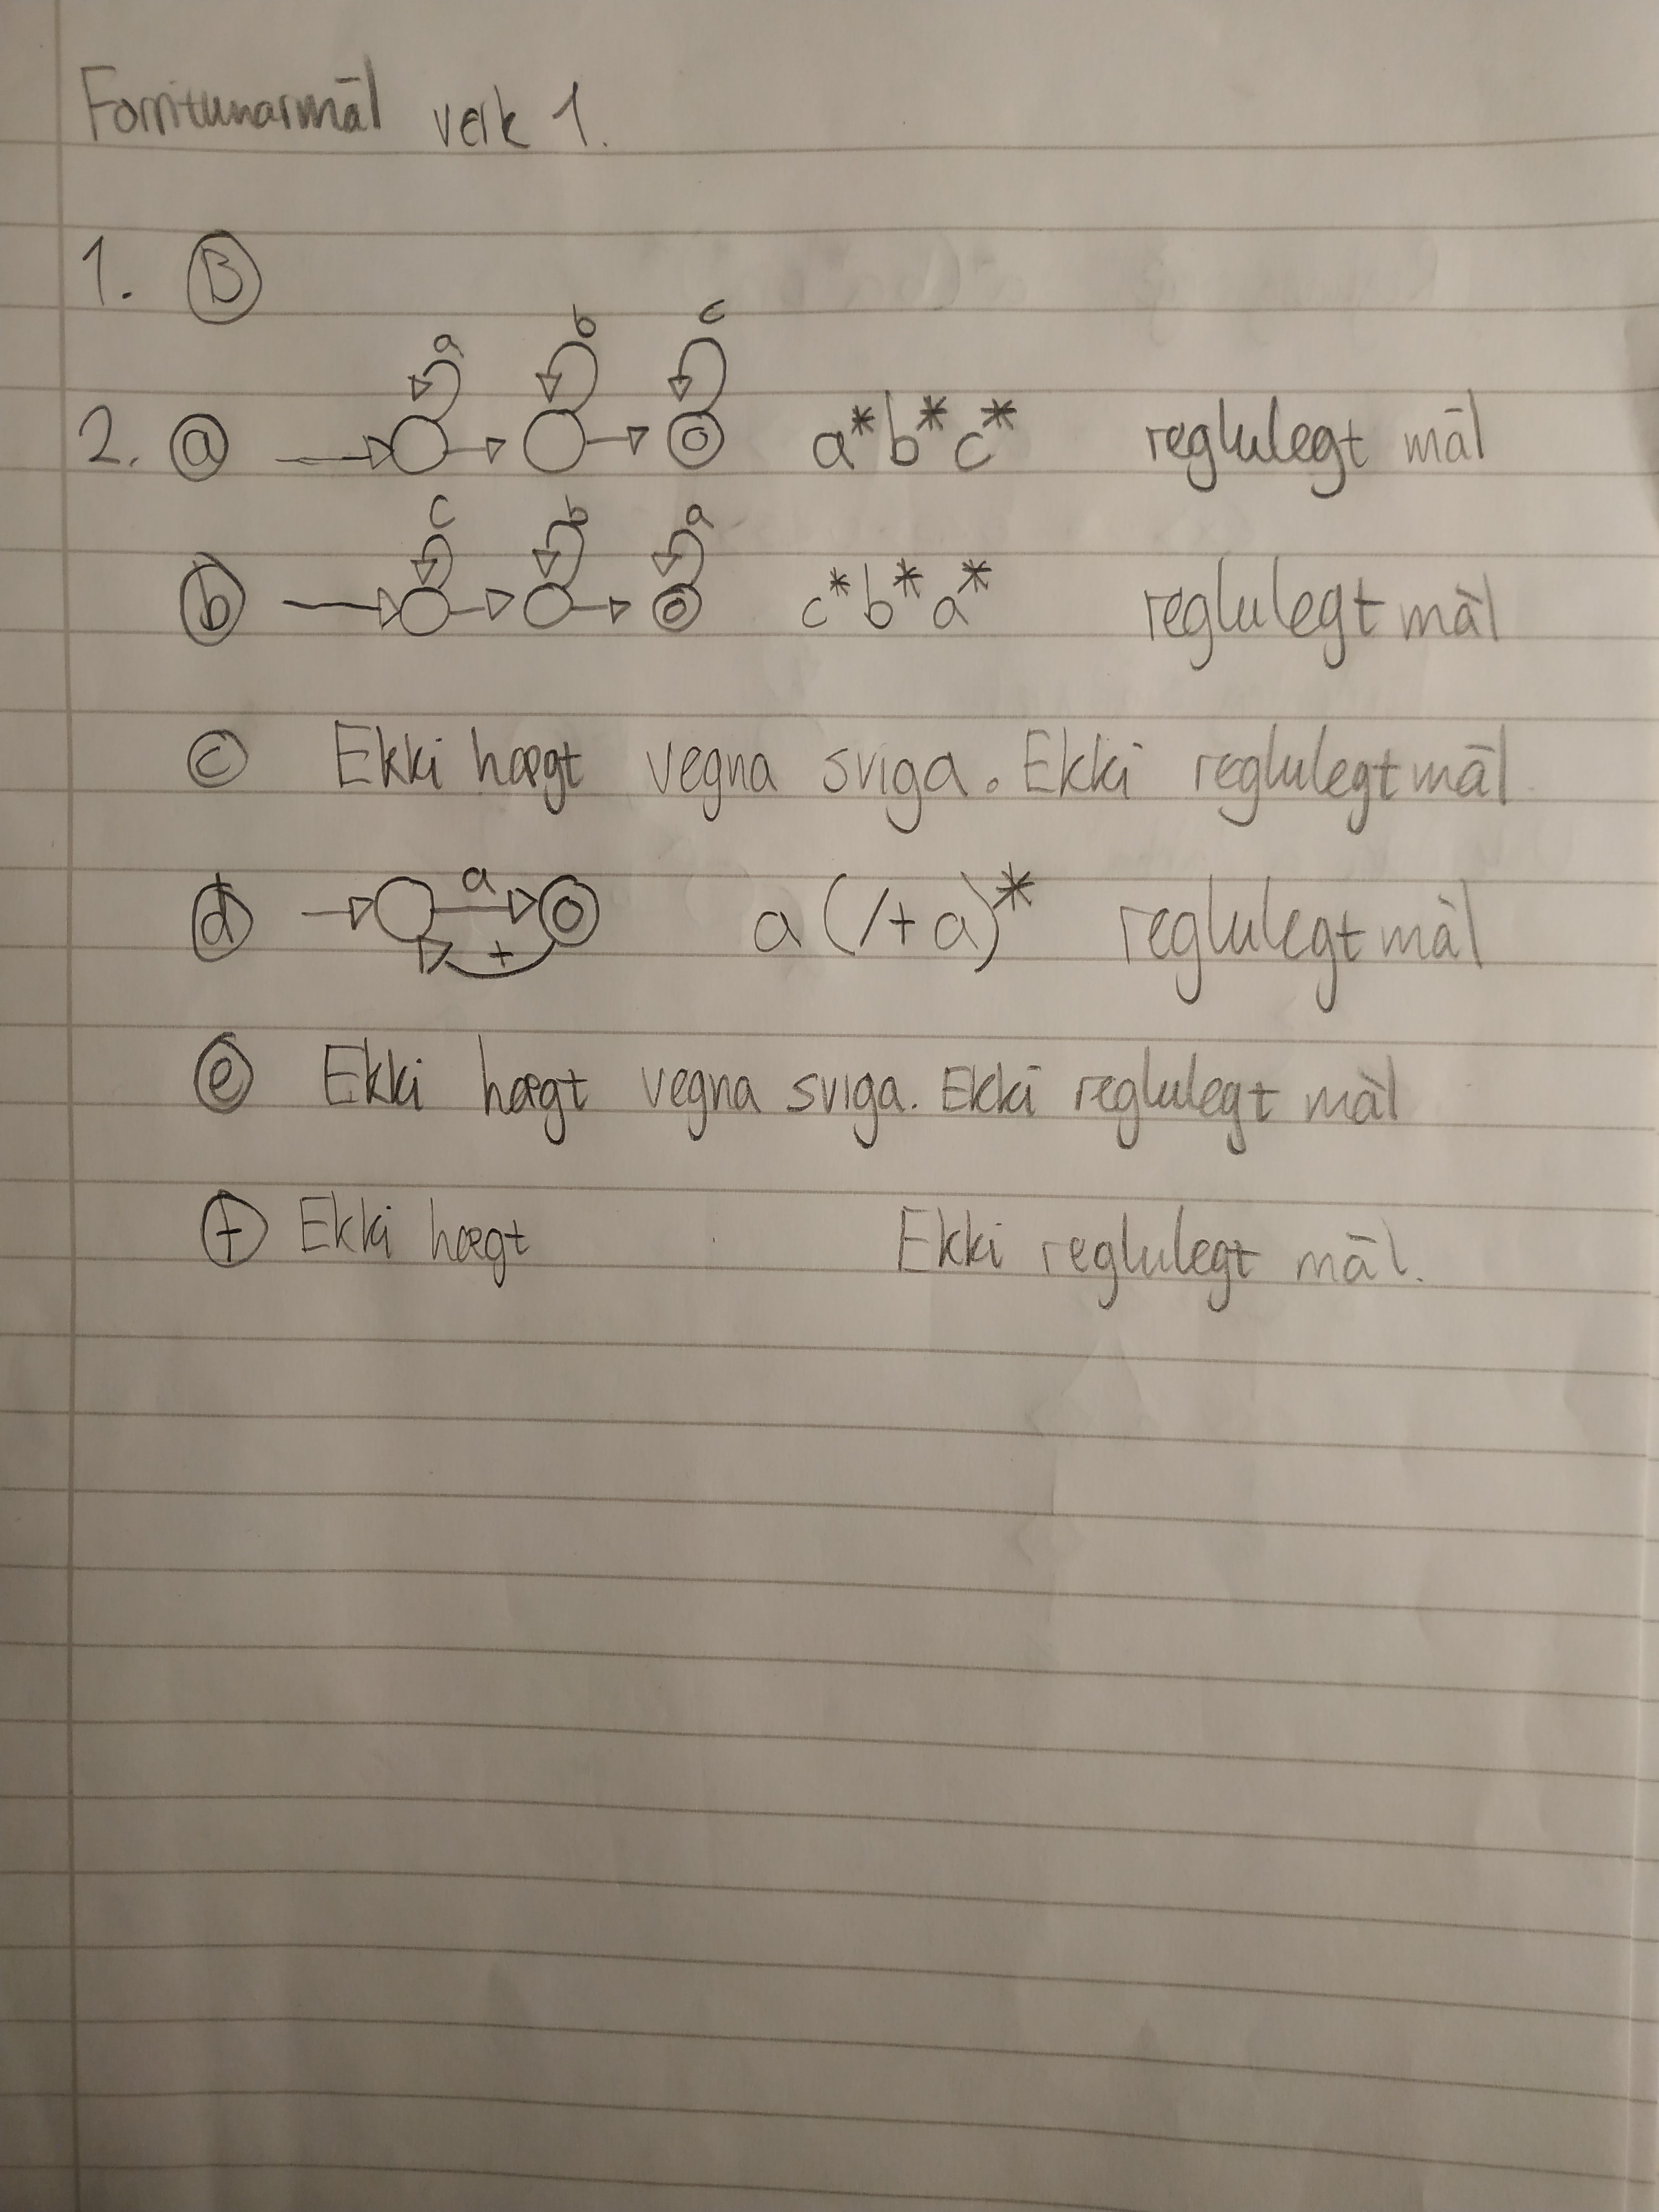 Forritunarmál verk 1.
1. B
a b c
2. a a*b*c* reglulegt mál
c b a
b c*b*a* reglulegt mál
c Ekki hægt vegna sviga. Ekki reglulegt mál
a
d a(/+a)* reglulegt mál
+
e Ekki hægt vegna sviga. Ekki reglulegt mál
f Ekki hægt Ekki reglulegt mál.